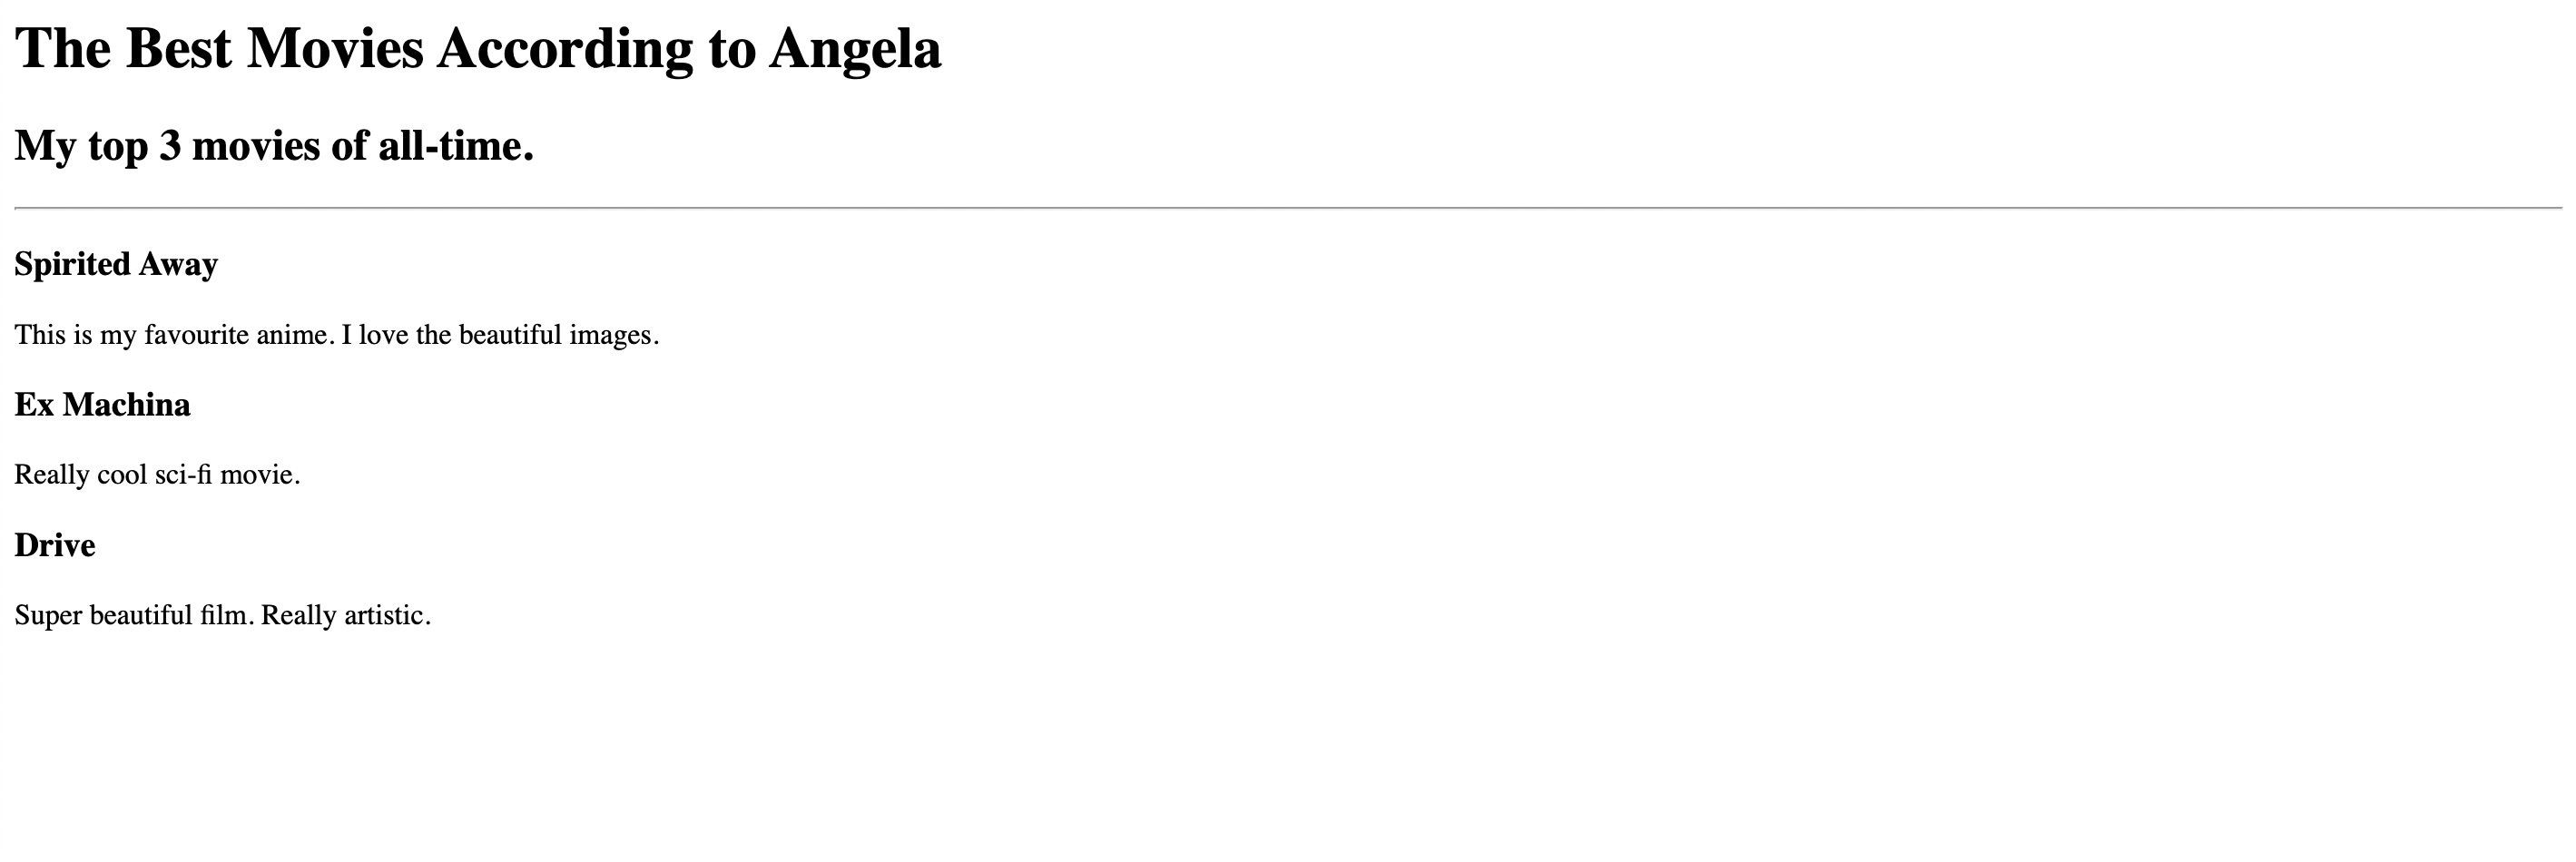 The Best Movies According to Angela
My top 3 movies of all-time.
Spirited Away
This is my favourite anime. I love the beautiful images.
Ex Machina
Really cool sci-fi movie.
Drive
Super beautiful film. Really artistic.